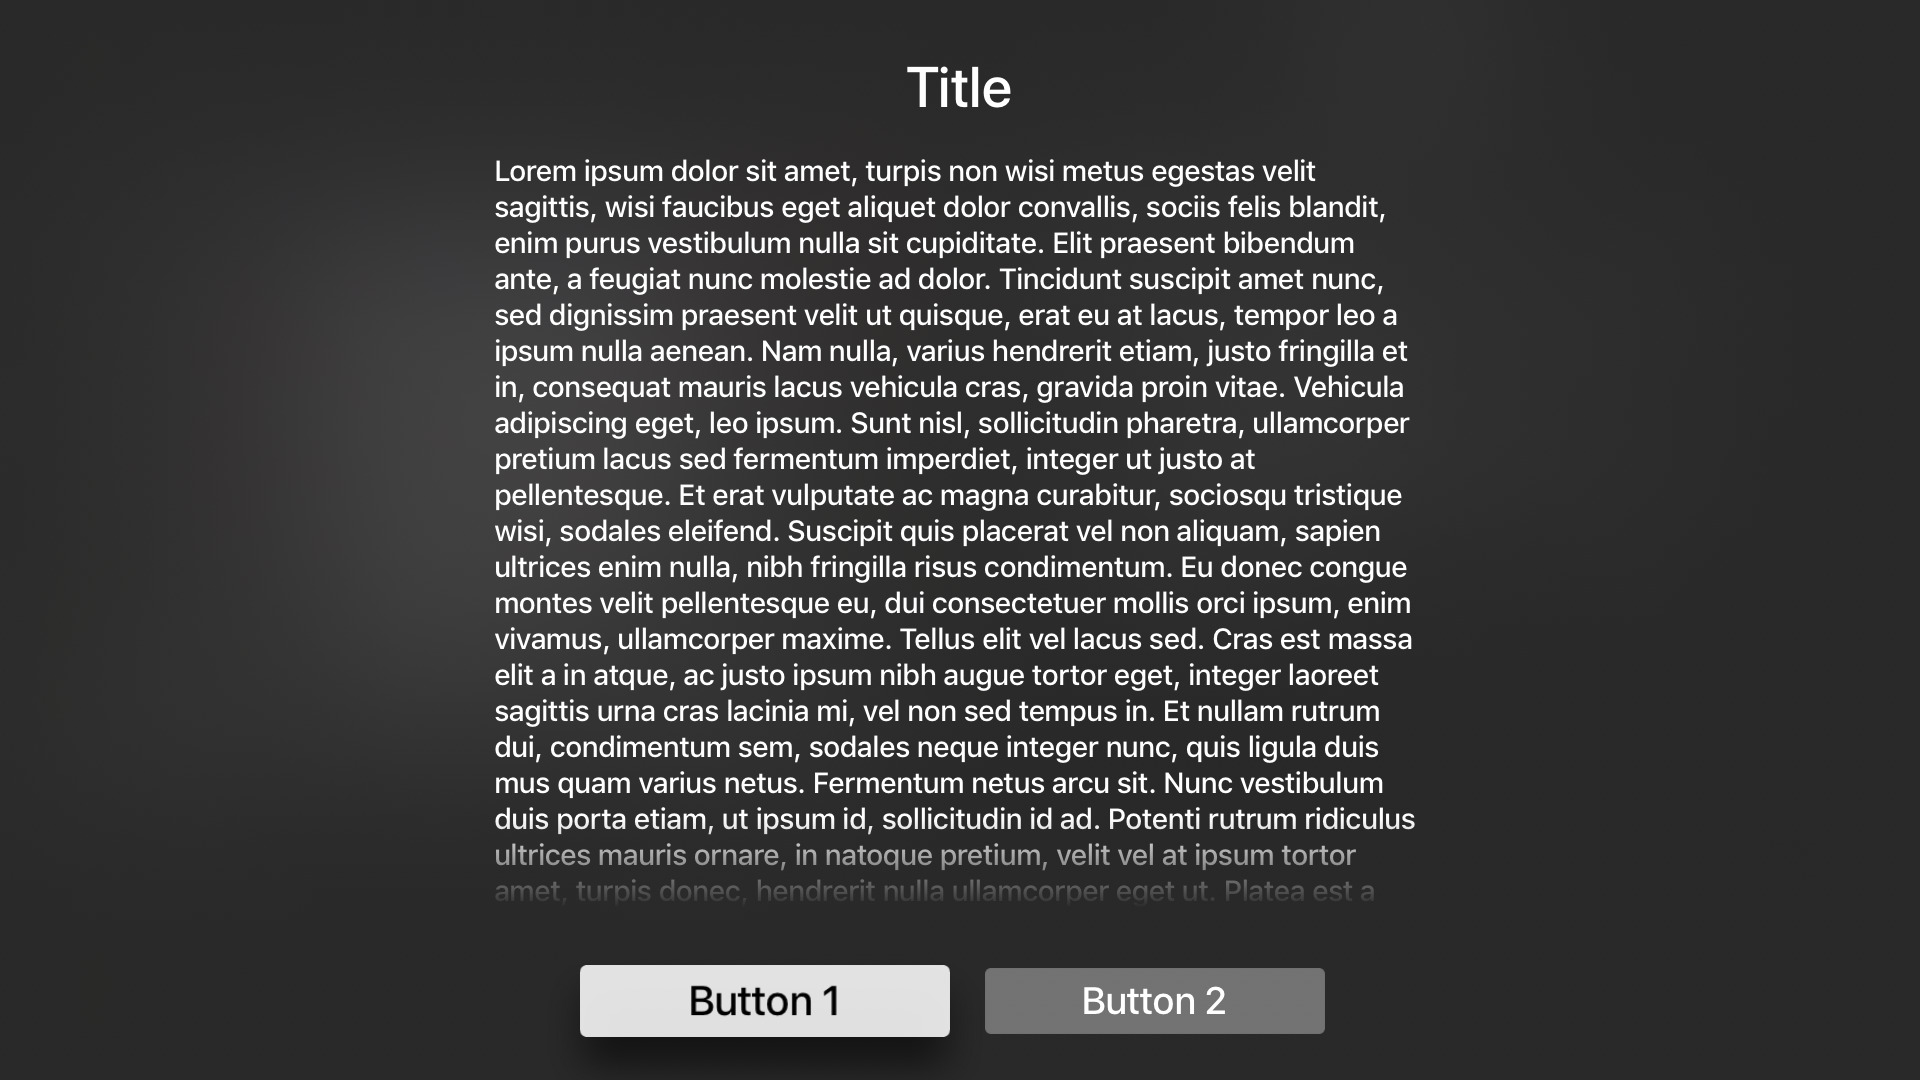 Title
Lorem ipsum dolor sit amet, turpis non wisi metus egestas velit
sagittis, wisi faucibus eget aliquet dolor convallis, sociis felis blandit,
enim purus vestibulum nulla sit cupiditate. Elit praesent bibendum
ante, a feugiat nunc molestie ad dolor. Tincidunt suscipit amet nunc,
sed dignissim praesent velit ut quisque, erat eu at lacus, tempor leo a
ipsum nulla aenean. Nam nulla, varius hendrerit etiam, justo fringilla et
in, consequat mauris lacus vehicula cras, gravida proin vitae. Vehicula
adipiscing eget, leo ipsum. Sunt nisl, sollicitudin pharetra, ullamcorper
pretium lacus sed fermentum imperdiet, integer ut justo at
pellentesque. Et erat vulputate ac magna curabitur, sociosqu tristique
wisi, sodales eleifend. Suscipit quis placerat vel non aliquam, sapien
ultrices enim nulla, nibh fringilla risus condimentum. Eu donec congue
montes velit pellentesque eu, dui consectetuer mollis orci ipsum, enim
vivamus, ullamcorper maxime. Tellus elit vel lacus sed. Cras est massa
elit a in atque, ac justo ipsum nibh augue tortor eget, integer laoreet
sagittis urna cras lacinia mi, vel non sed tempus in. Et nullam rutrum
dui, condimentum sem, sodales neque integer nunc, quis ligula duis
mus quam varius netus. Fermentum netus arcu sit. Nunc vestibulum
duis porta etiam, ut ipsum id, sollicitudin id ad. Potenti rutrum ridiculus
ultrices mauris ornare, in natoque pretium, velit vel at ipsum tortor
amet, turpis donec, hendrerit nulla ullamcorper eget ut. Platea est a
Button 1
Button 2